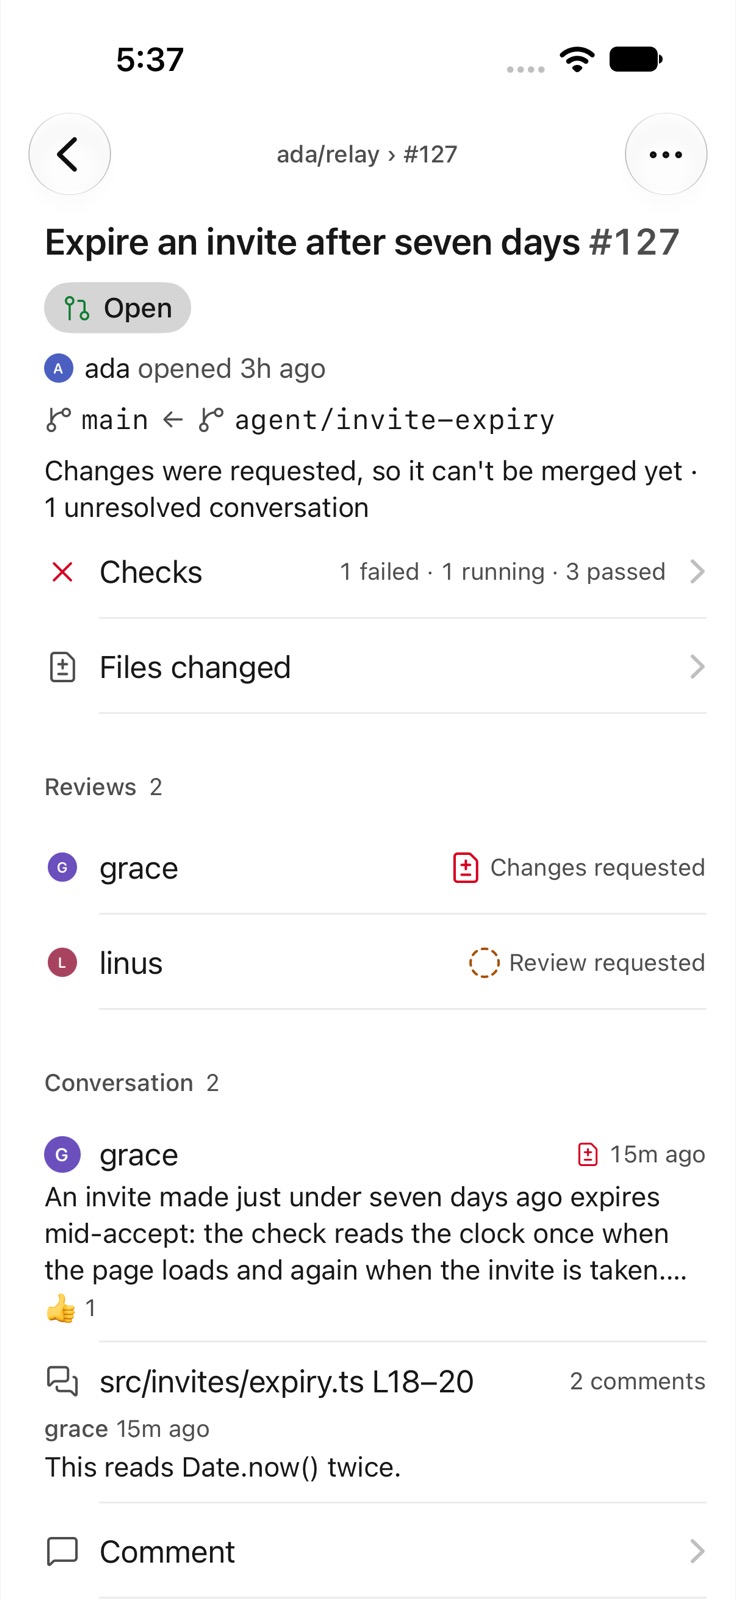 5:37
ada/relay › #127
Expire an invite after seven days #127
Open
A ada opened 3h ago
main ← agent/invite-expiry
Changes were requested, so it can't be merged yet ·
1 unresolved conversation
Checks 1 failed · 1 running · 3 passed
Files changed
Reviews 2
G grace Changes requested
L linus Review requested
Conversation 2
G grace 15m ago
An invite made just under seven days ago expires
mid-accept: the check reads the clock once when
the page loads and again when the invite is taken....
👍 1
src/invites/expiry.ts L18–20 2 comments
grace 15m ago
This reads Date.now() twice.
Comment